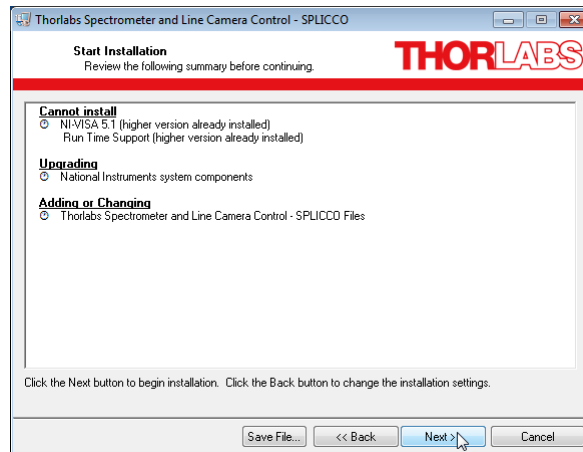 Thorlabs Spectrometer and Line Camera Control - SPLICCO
Start Installation
Review the following summary before continuing.
THORLABS
Cannot install
NI-VISA 5.1 (higher version already installed)
Run Time Support (higher version already installed)
Upgrading
National Instruments system components
Adding or Changing
Thorlabs Spectrometer and Line Camera Control - SPLICCO Files
Click the Next button to begin installation. Click the Back button to change the installation settings.
Save File... << Back Next >> Cancel